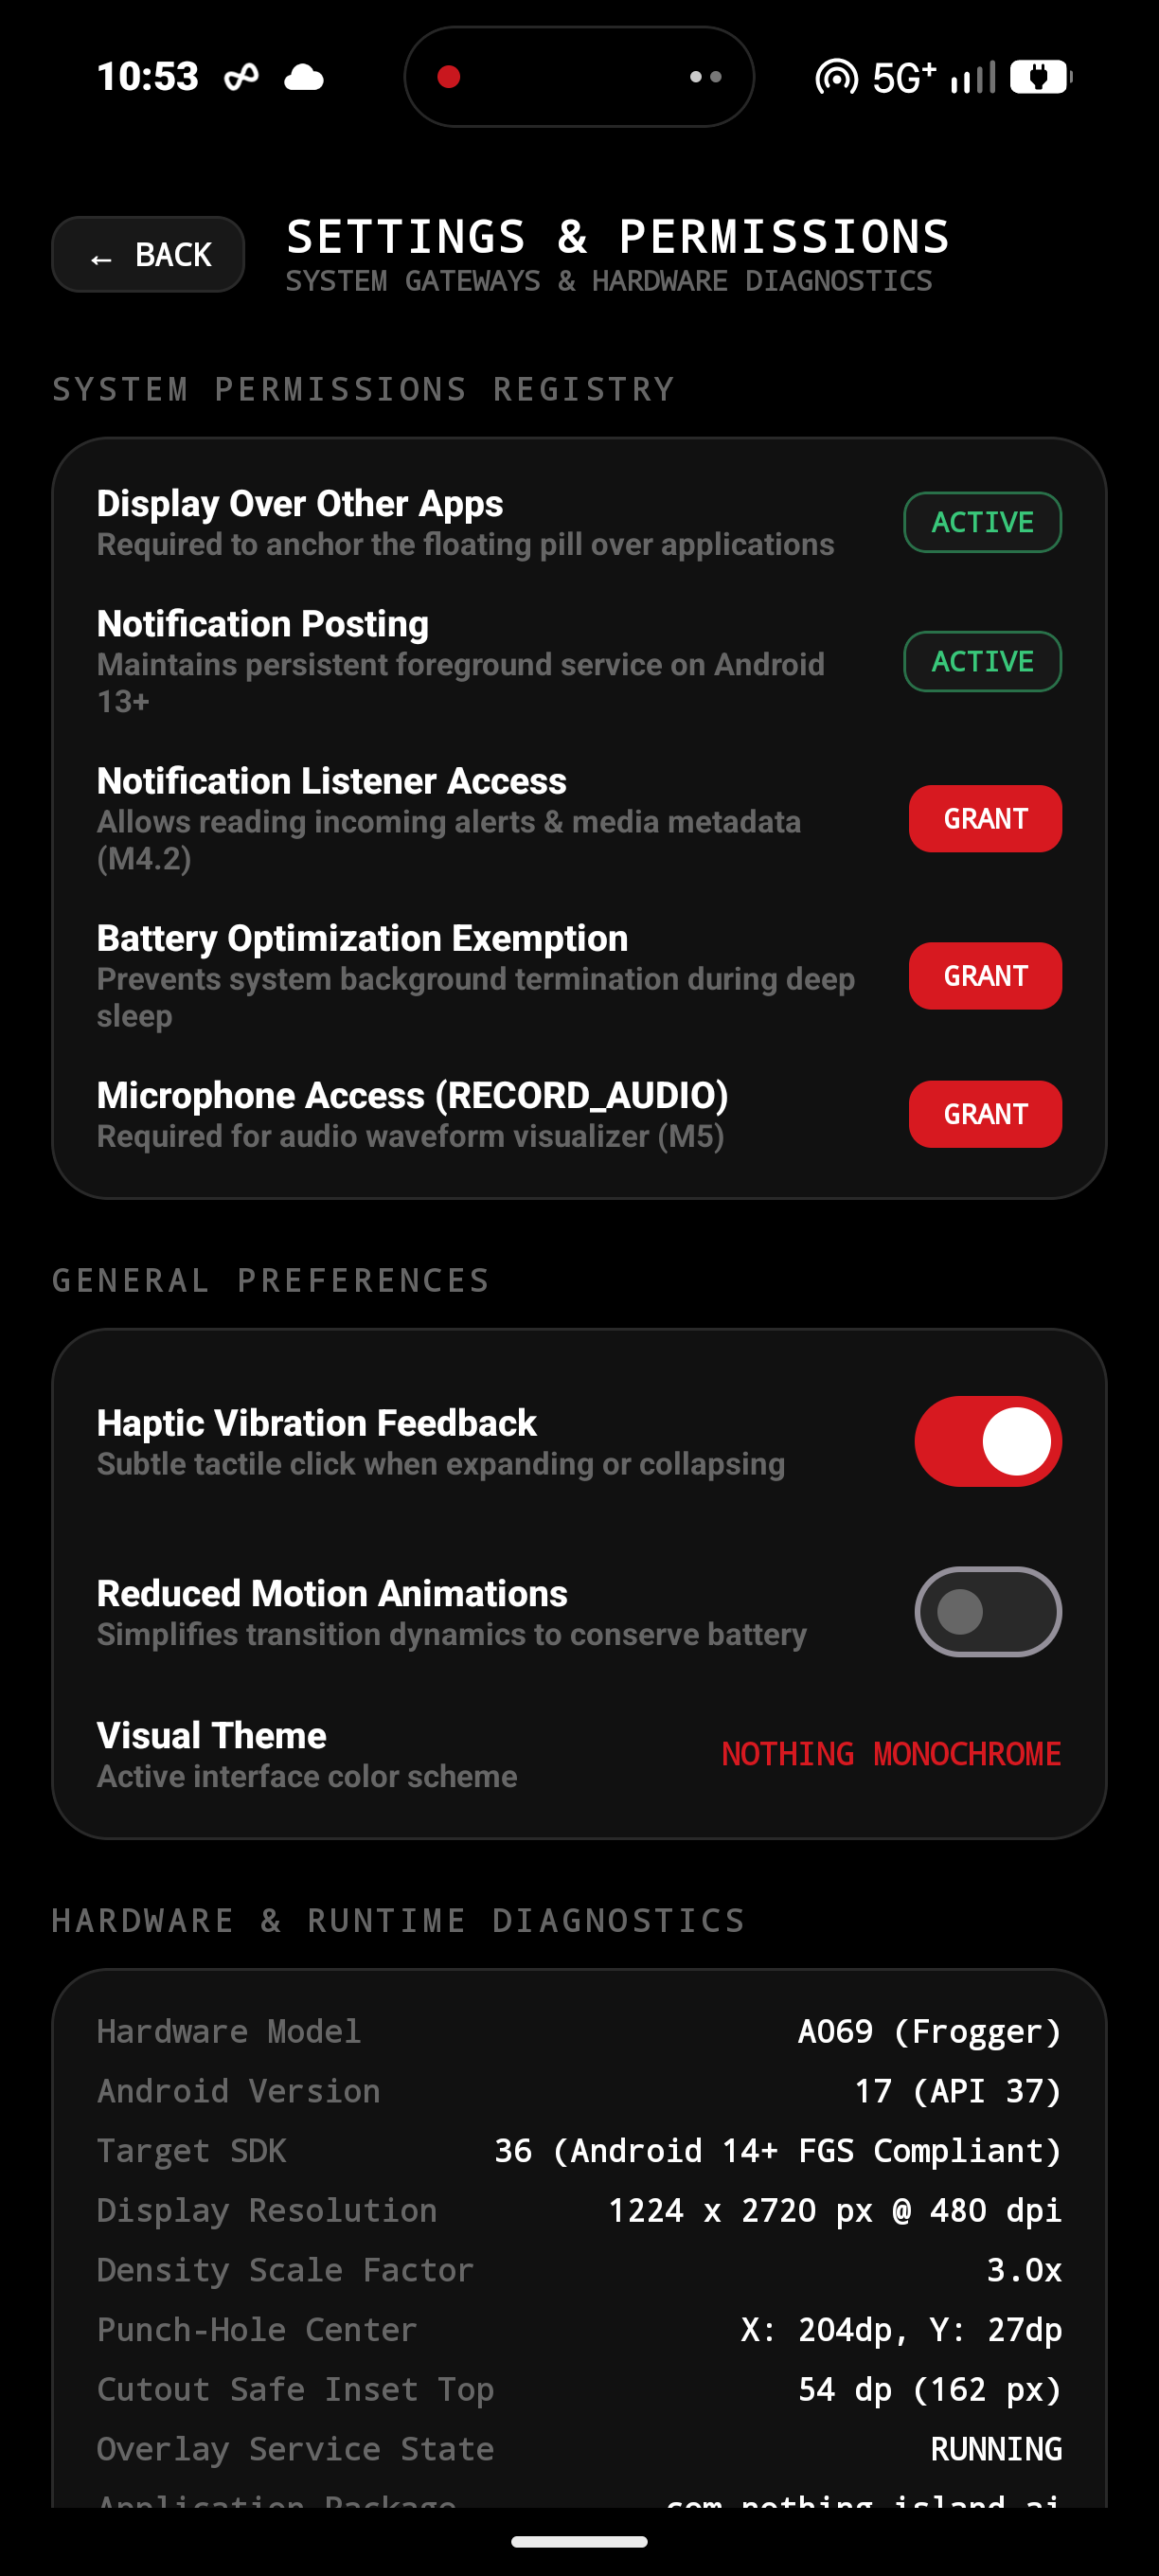 10:53
5G+
← BACK
SETTINGS & PERMISSIONS
SYSTEM GATEWAYS & HARDWARE DIAGNOSTICS
SYSTEM PERMISSIONS REGISTRY
Display Over Other Apps
Required to anchor the floating pill over applications
ACTIVE
Notification Posting
Maintains persistent foreground service on Android
13+
ACTIVE
Notification Listener Access
Allows reading incoming alerts & media metadata
(M4.2)
GRANT
Battery Optimization Exemption
Prevents system background termination during deep
sleep
GRANT
Microphone Access (RECORD_AUDIO)
Required for audio waveform visualizer (M5)
GRANT
GENERAL PREFERENCES
Haptic Vibration Feedback
Subtle tactile click when expanding or collapsing
Reduced Motion Animations
Simplifies transition dynamics to conserve battery
Visual Theme
Active interface color scheme
NOTHING MONOCHROME
HARDWARE & RUNTIME DIAGNOSTICS
Hardware Model A069 (Frogger)
Android Version 17 (API 37)
Target SDK 36 (Android 14+ FGS Compliant)
Display Resolution 1224 x 2720 px @ 480 dpi
Density Scale Factor 3.0x
Punch-Hole Center X: 204dp, Y: 27dp
Cutout Safe Inset Top 54 dp (162 px)
Overlay Service State RUNNING
Application Package com.nothing.island.ai